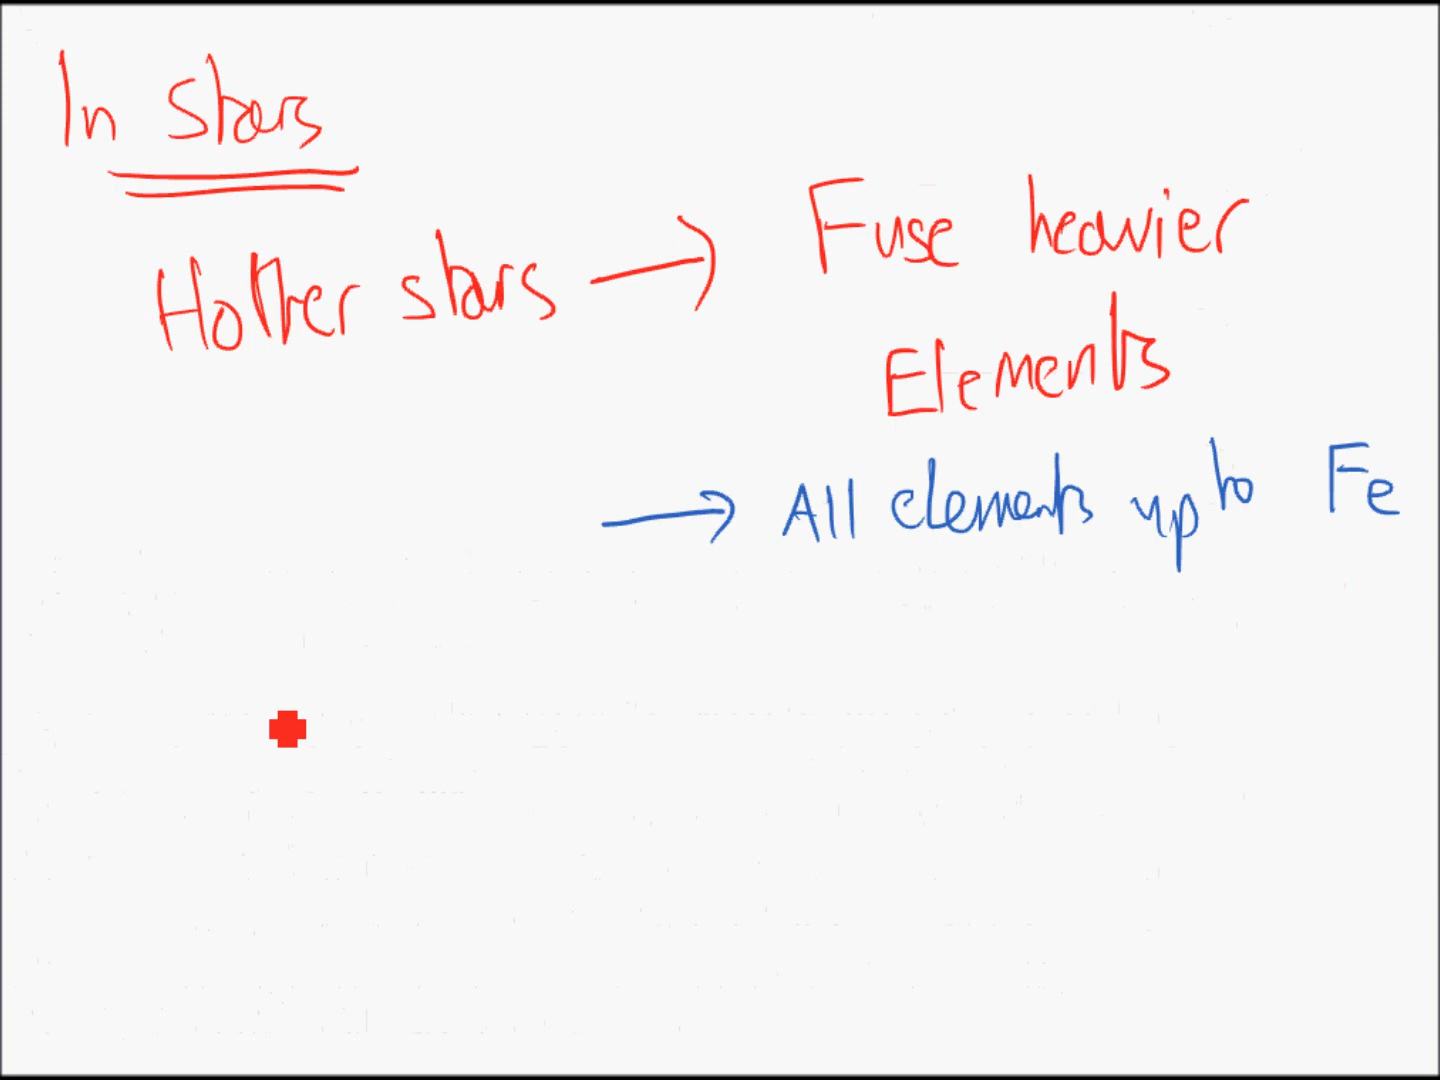 In Stars
Hotter stars → Fuse heavier
Elements
→ All elements up to Fe